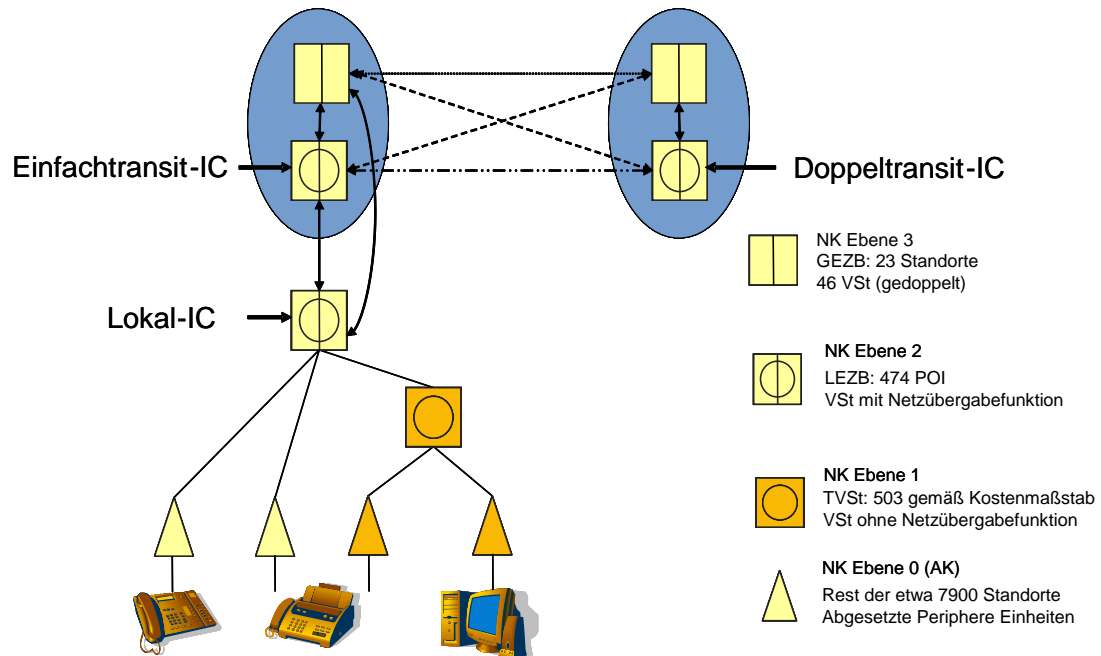 Einfachtransit-IC
Doppeltransit-IC
Lokal-IC
NK Ebene 3
GEZB: 23 Standorte
46 VSt (gedoppelt)
NK Ebene 2
LEZB: 474 POI
VSt mit Netzübergabefunktion
NK Ebene 1
TVSt: 503 gemäß Kostenmaßstab
VSt ohne Netzübergabefunktion
NK Ebene 0 (AK)
Rest der etwa 7900 Standorte
Abgesetzte Periphere Einheiten